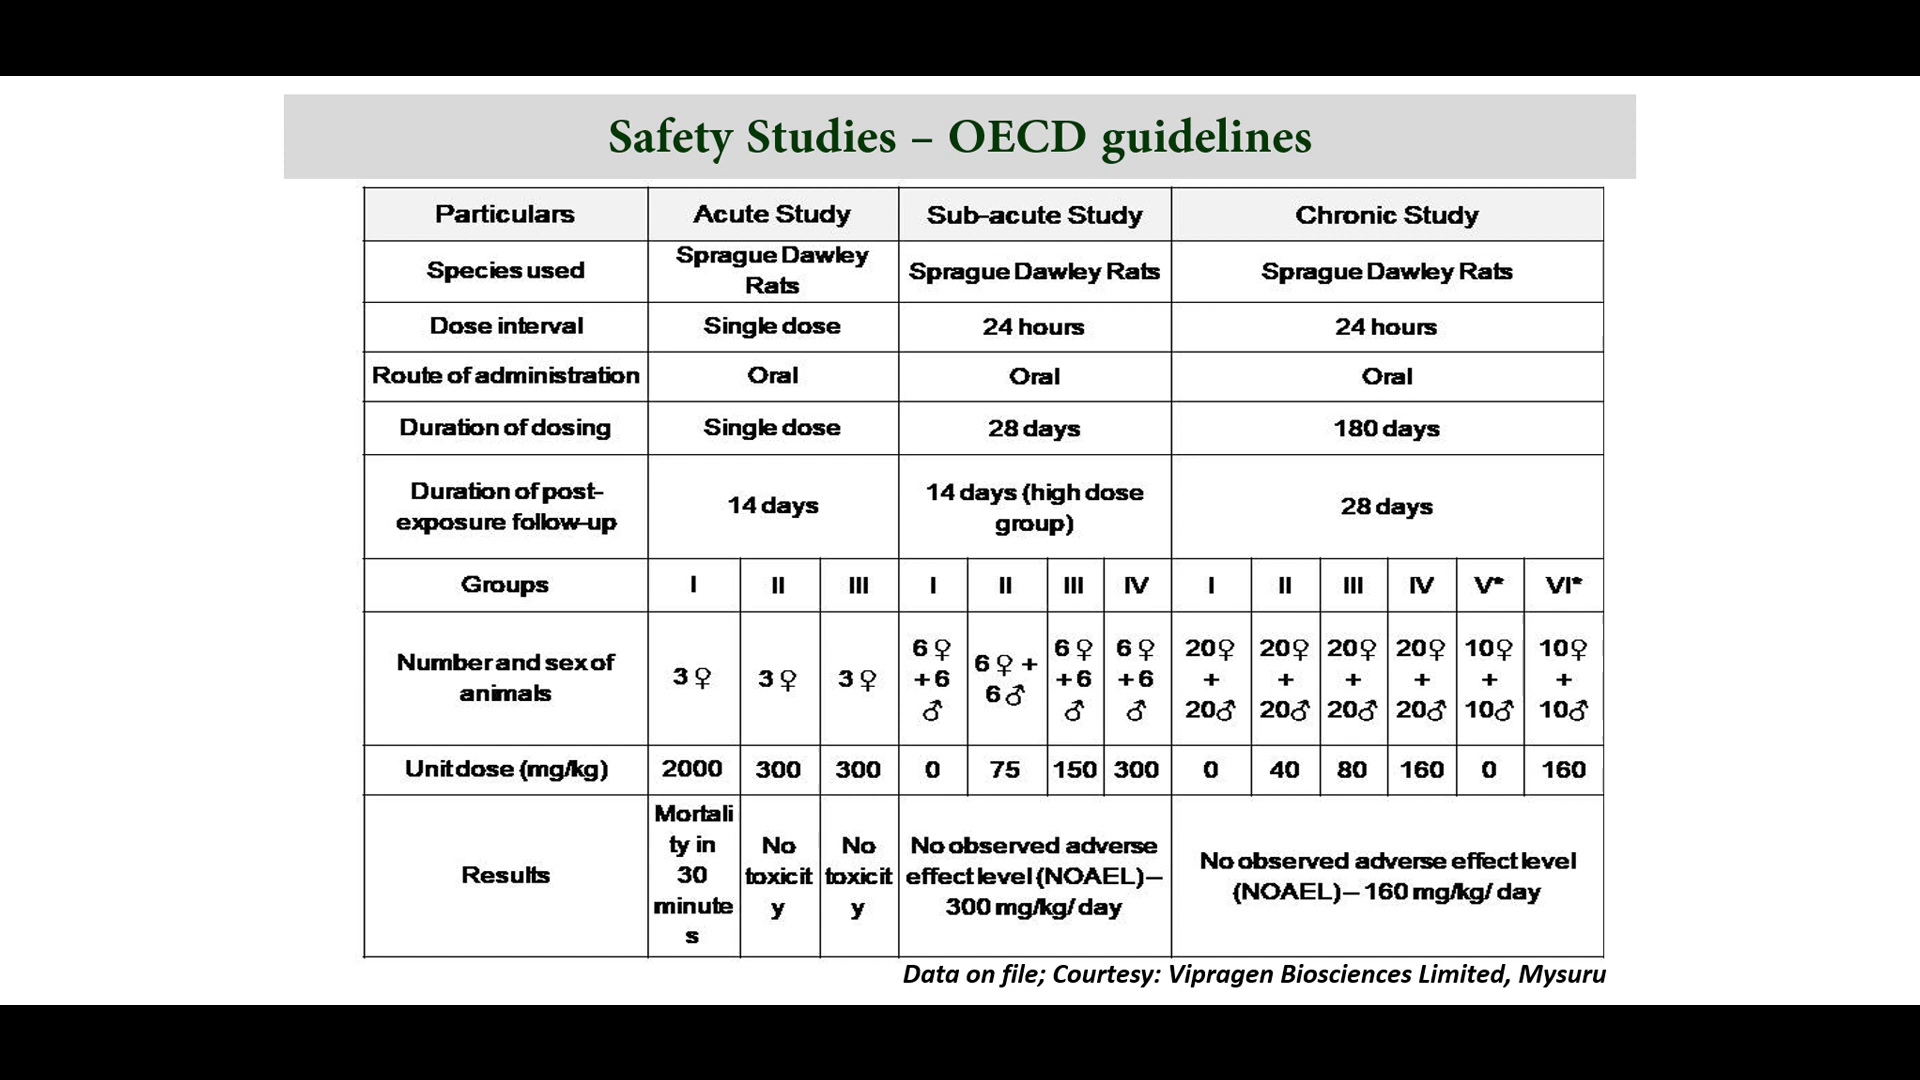 Safety Studies – OECD guidelines
Particulars Acute Study Sub-acute Study Chronic Study
Species used Sprague Dawley Rats Sprague Dawley Rats Sprague Dawley Rats
Dose interval Single dose 24 hours 24 hours
Route of administration Oral Oral Oral
Duration of dosing Single dose 28 days 180 days
Duration of post-exposure follow-up 14 days 14 days (high dose group) 28 days
Groups I II III I II III IV I II III IV V* VI*
Number and sex of animals 3♀ 3♀ 3♀ 6♀+6♂ 6♀+6♂ 6♀+6♂ 6♀+6♂ 20♀+20♂ 20♀+20♂ 20♀+20♂ 20♀+20♂ 10♀+10♂ 10♀+10♂
Unit dose (mg/kg) 2000 300 300 0 75 150 300 0 40 80 160 0 160
Results Mortality in 30 minutes No toxicity No toxicity No observed adverse effect level (NOAEL) – 300 mg/kg/ day No observed adverse effect level (NOAEL) – 160 mg/kg/ day
Data on file; Courtesy: Vipragen Biosciences Limited, Mysuru